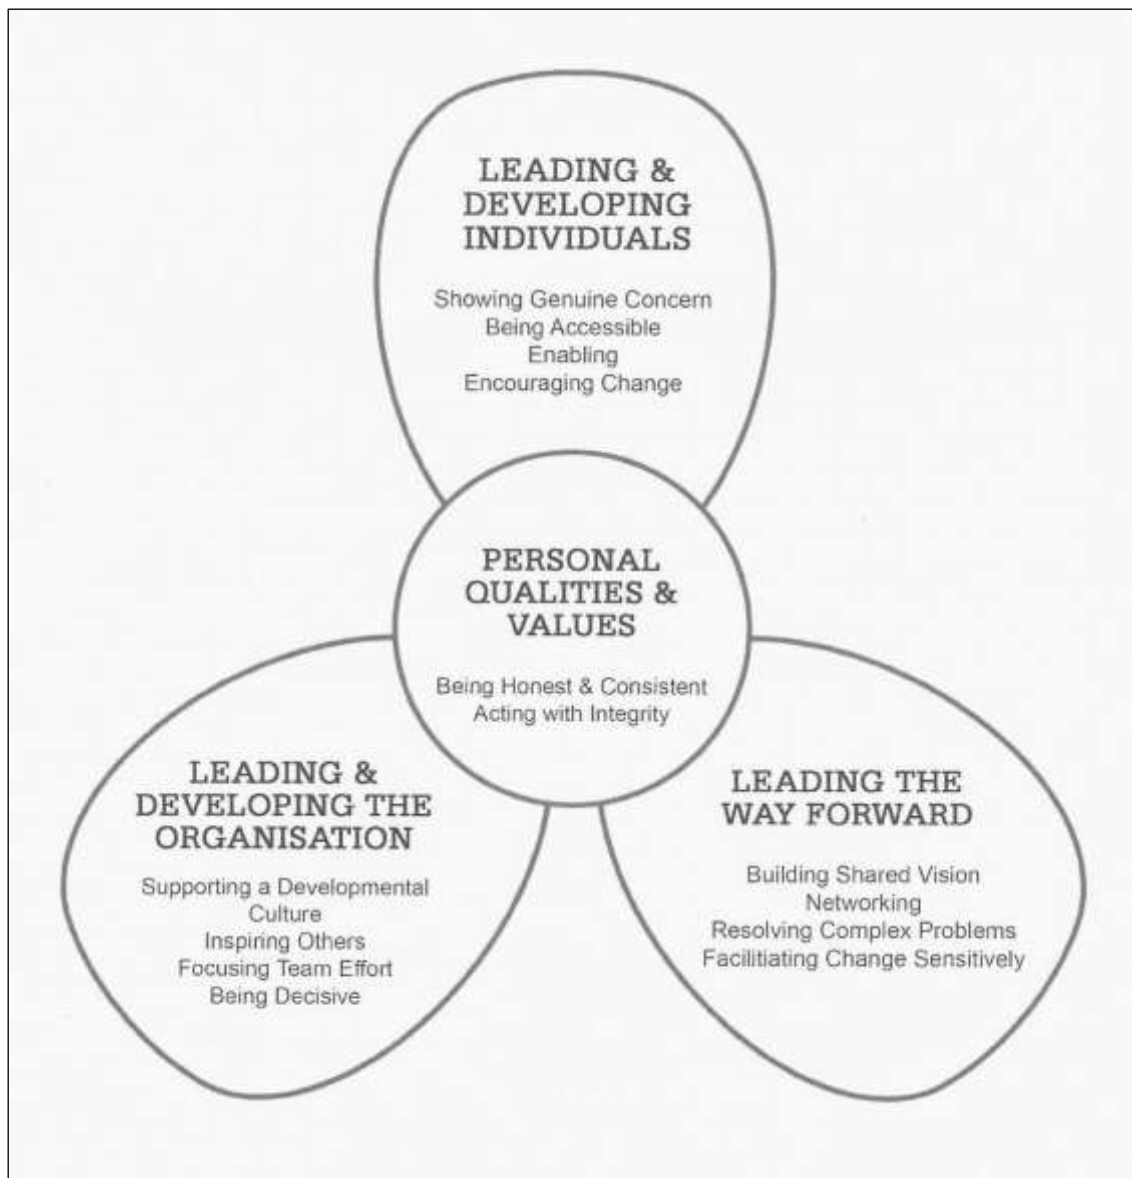 LEADING &
DEVELOPING
INDIVIDUALS
Showing Genuine Concern
Being Accessible
Enabling
Encouraging Change
PERSONAL
QUALITIES &
VALUES
Being Honest & Consistent
Acting with Integrity
LEADING &
DEVELOPING THE
ORGANISATION
Supporting a Developmental
Culture
Inspiring Others
Focusing Team Effort
Being Decisive
LEADING THE
WAY FORWARD
Building Shared Vision
Networking
Resolving Complex Problems
Facilitiating Change Sensitively